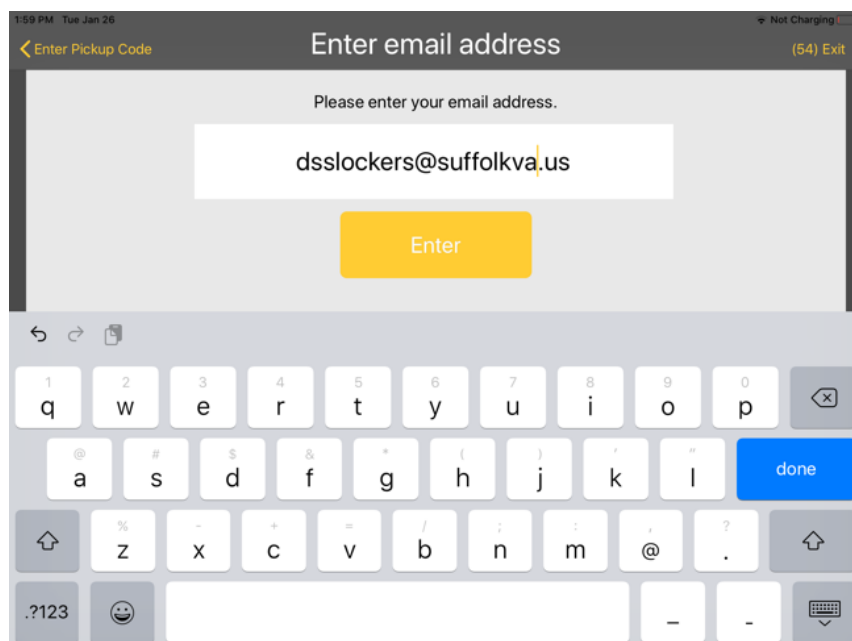 1:59 PM Tue Jan 26
Not Charging
Enter Pickup Code
Enter email address
(54) Exit
Please enter your email address.
dsslockers@suffolkva.us
Enter
1 2 3 4 5 6 7 8 9 0
q w e r t y u i o p
@ # $ & * ( ) ' "
a s d f g h j k l
done
% - + = / ; : , ?
z x c v b n m @ .
.?123
_ -